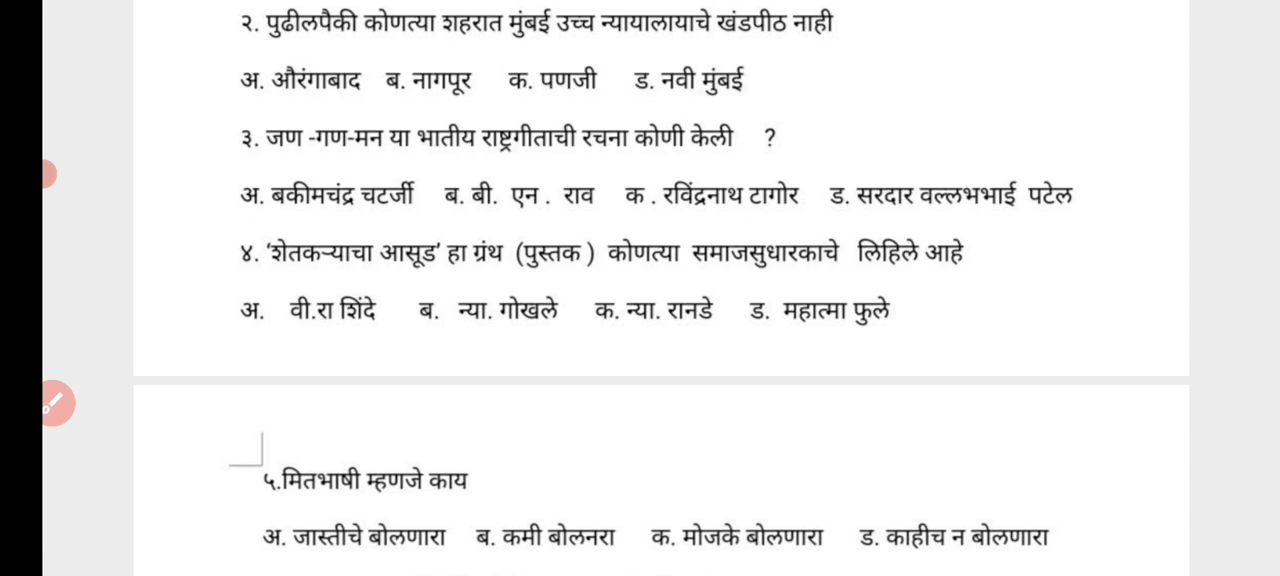 २. पुढीलपैकी कोणत्या शहरात मुंबई उच्च न्यायालायाचे खंडपीठ नाही
अ. औरंगाबाद ब. नागपूर क. पणजी ड. नवी मुंबई
३. जण -गण-मन या भातीय राष्ट्रगीताची रचना कोणी केली ?
अ. बकीमचंद्र चटर्जी ब. बी. एन . राव क . रविंद्रनाथ टागोर ड. सरदार वल्लभभाई पटेल
४. ‘शेतकऱ्याचा आसूड’ हा ग्रंथ (पुस्तक ) कोणत्या समाजसुधारकाचे लिहिले आहे
अ. वी.रा शिंदे ब. न्या. गोखले क. न्या. रानडे ड. महात्मा फुले
५.मितभाषी म्हणजे काय
अ. जास्तीचे बोलणारा ब. कमी बोलनरा क. मोजके बोलणारा ड. काहीच न बोलणारा